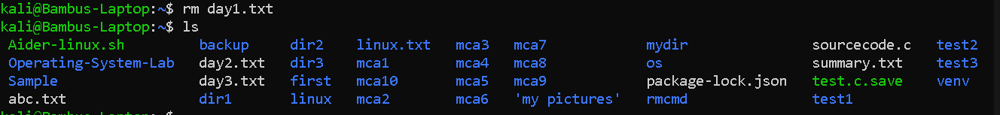 kali@Bambus-Laptop:~$ rm day1.txt
kali@Bambus-Laptop:~$ ls
Aider-linux.sh backup dir2 linux.txt mca3 mca7 mydir sourcecode.c test2
Operating-System-Lab day2.txt dir3 mca1 mca4 mca8 os summary.txt test3
Sample day3.txt first mca10 mca5 mca9 package-lock.json test.c.save venv
abc.txt dir1 linux mca2 mca6 'my pictures' rmcmd test1